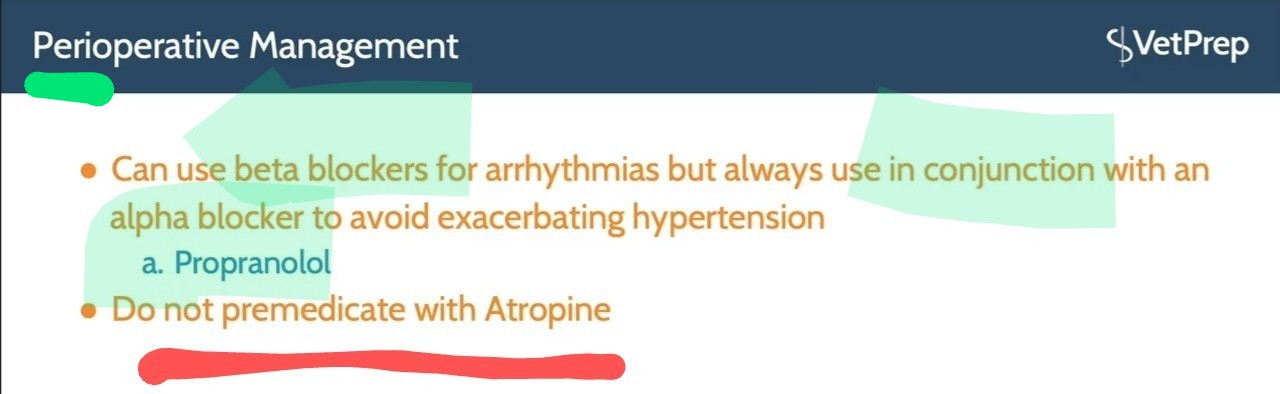 Perioperative Management
VetPrep
• Can use beta blockers for arrhythmias but always use in conjunction with an
alpha blocker to avoid exacerbating hypertension
a. Propranolol
• Do not premedicate with Atropine